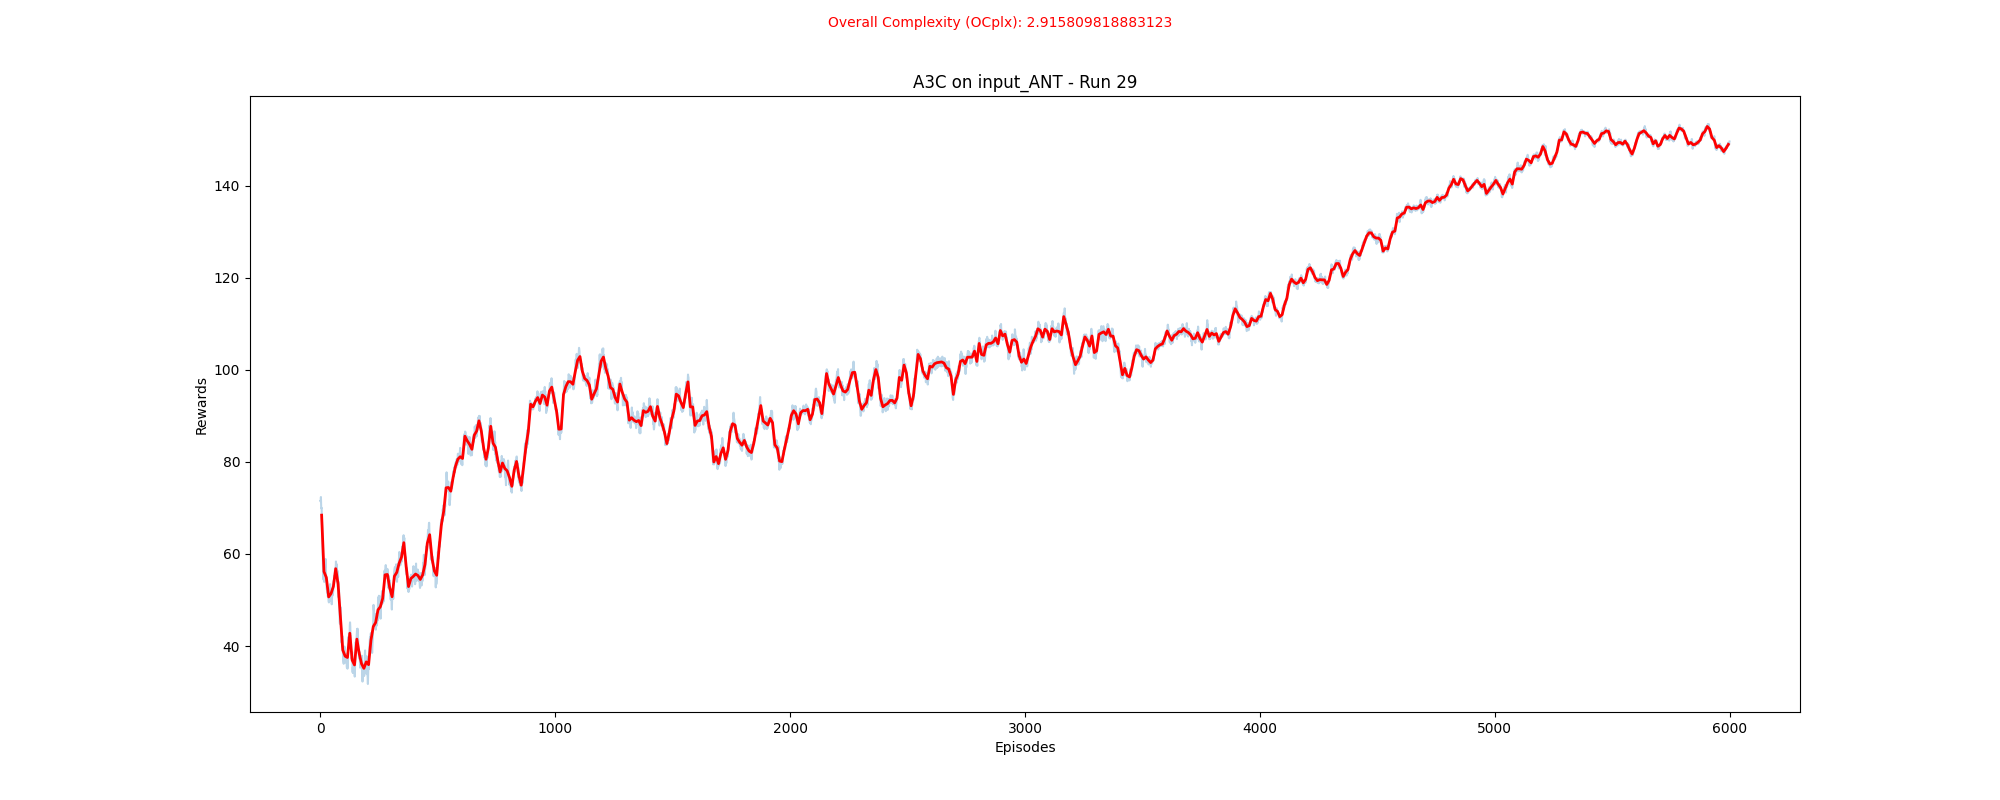 Overall Complexity (OCplx): 2.915809818883123
A3C on input_ANT - Run 29
Rewards
140
120
100
80
60
40
0 1000 2000 3000 4000 5000 6000
Episodes